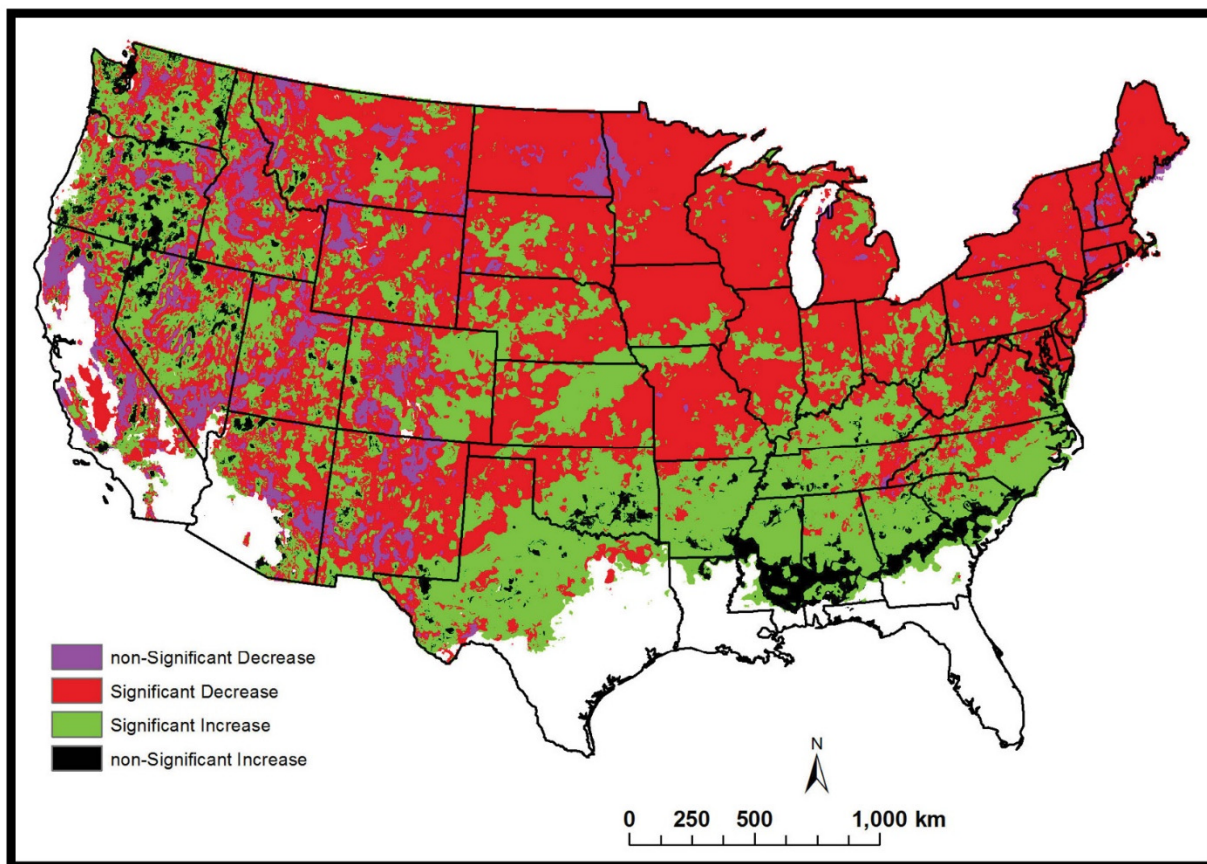 non-Significant Decrease
Significant Decrease
Significant Increase
non-Significant Increase
N
0 250 500 1,000 km